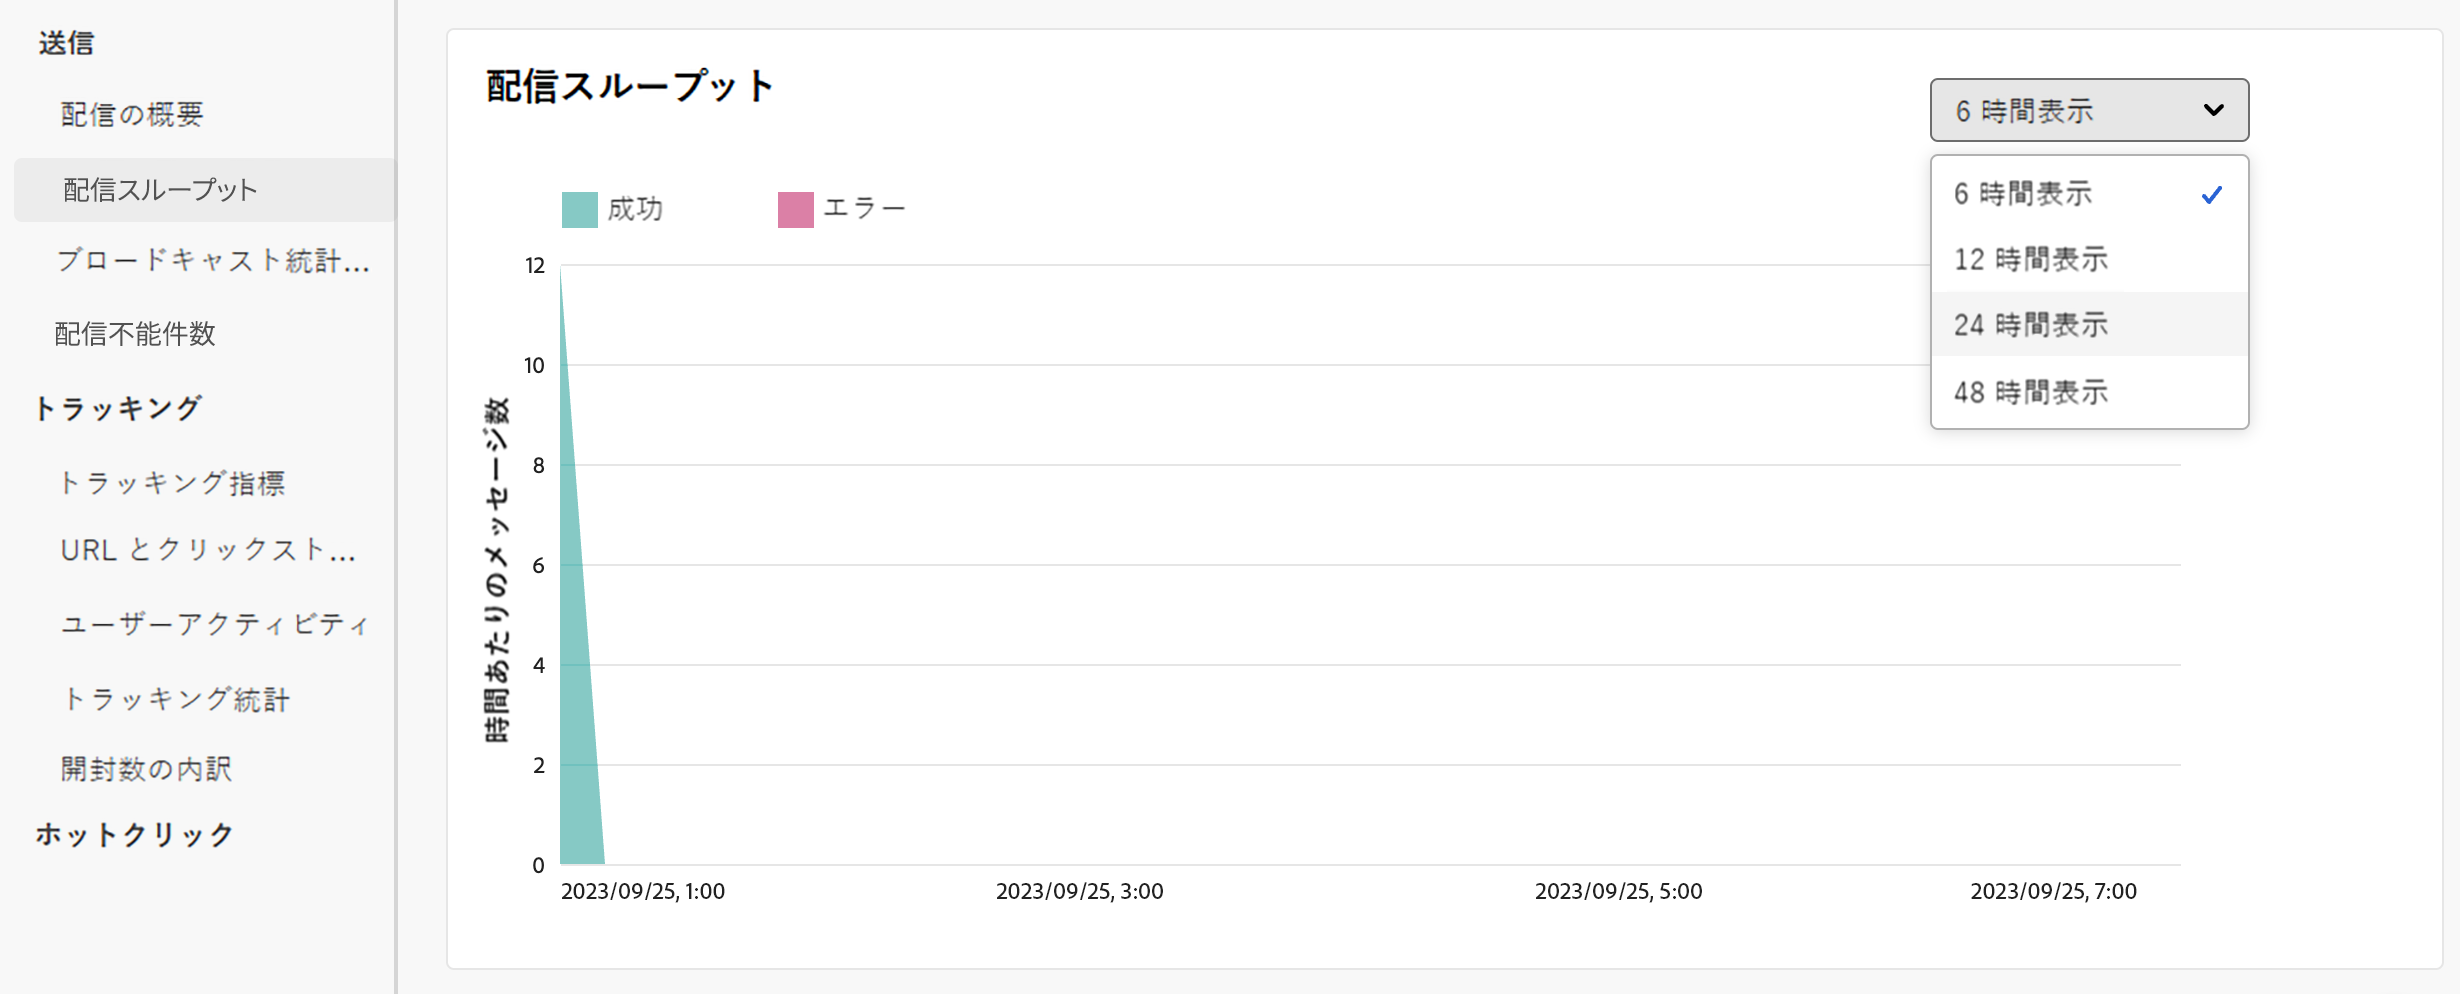 送信
配信の概要
配信スループット
ブロードキャスト統計...
配信不能件数
トラッキング
トラッキング指標
URL とクリックスト...
ユーザーアクティビティ
トラッキング統計
開封数の内訳
ホットクリック
配信スループット
6 時間表示
6 時間表示
12 時間表示
24 時間表示
48 時間表示
成功
エラー
時間あたりのメッセージ数
12
10
8
6
4
2
0
2023/09/25, 1:00
2023/09/25, 3:00
2023/09/25, 5:00
2023/09/25, 7:00